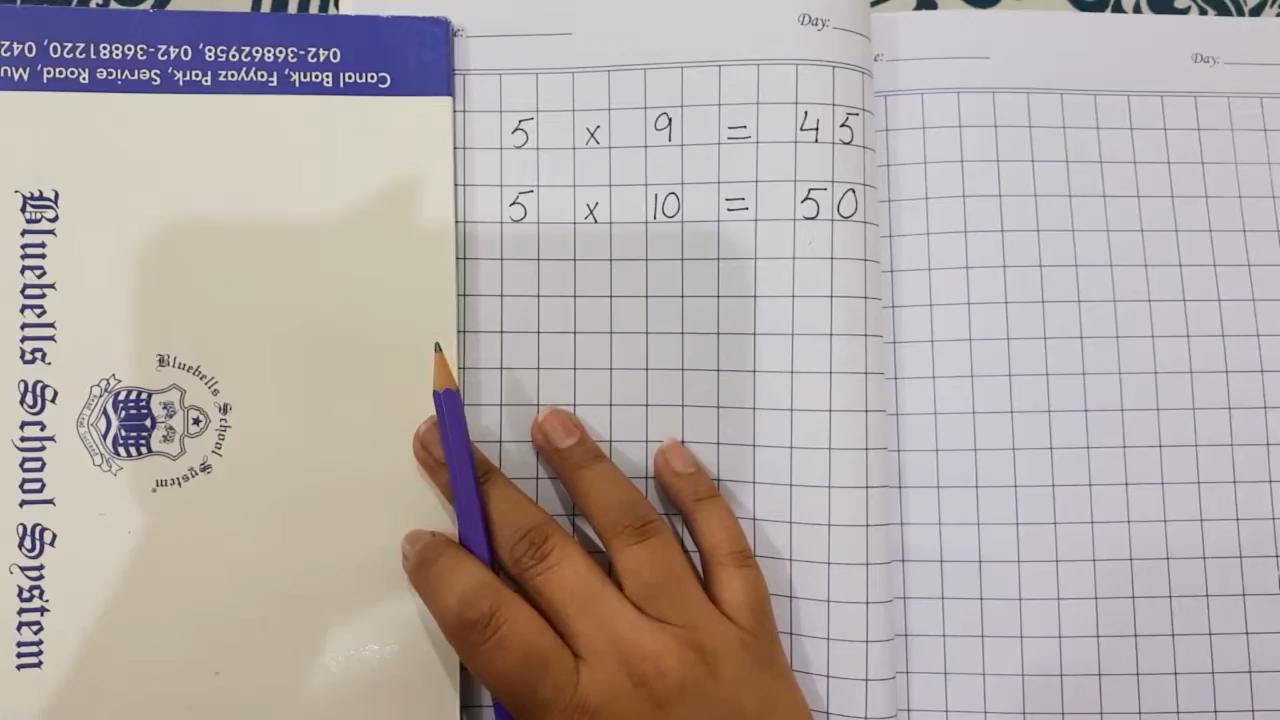 Day:
5 x 9 = 45
5 x 10 = 50
e:
Day:
042-36862958, 042-36881220, 042
Canal Bank, Fayyaz Park, Service Road, Mu
Bluebells School System
Bluebells School System